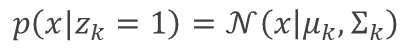 p(x|z_k = 1) = 𝒩(x|μ_k, Σ_k)